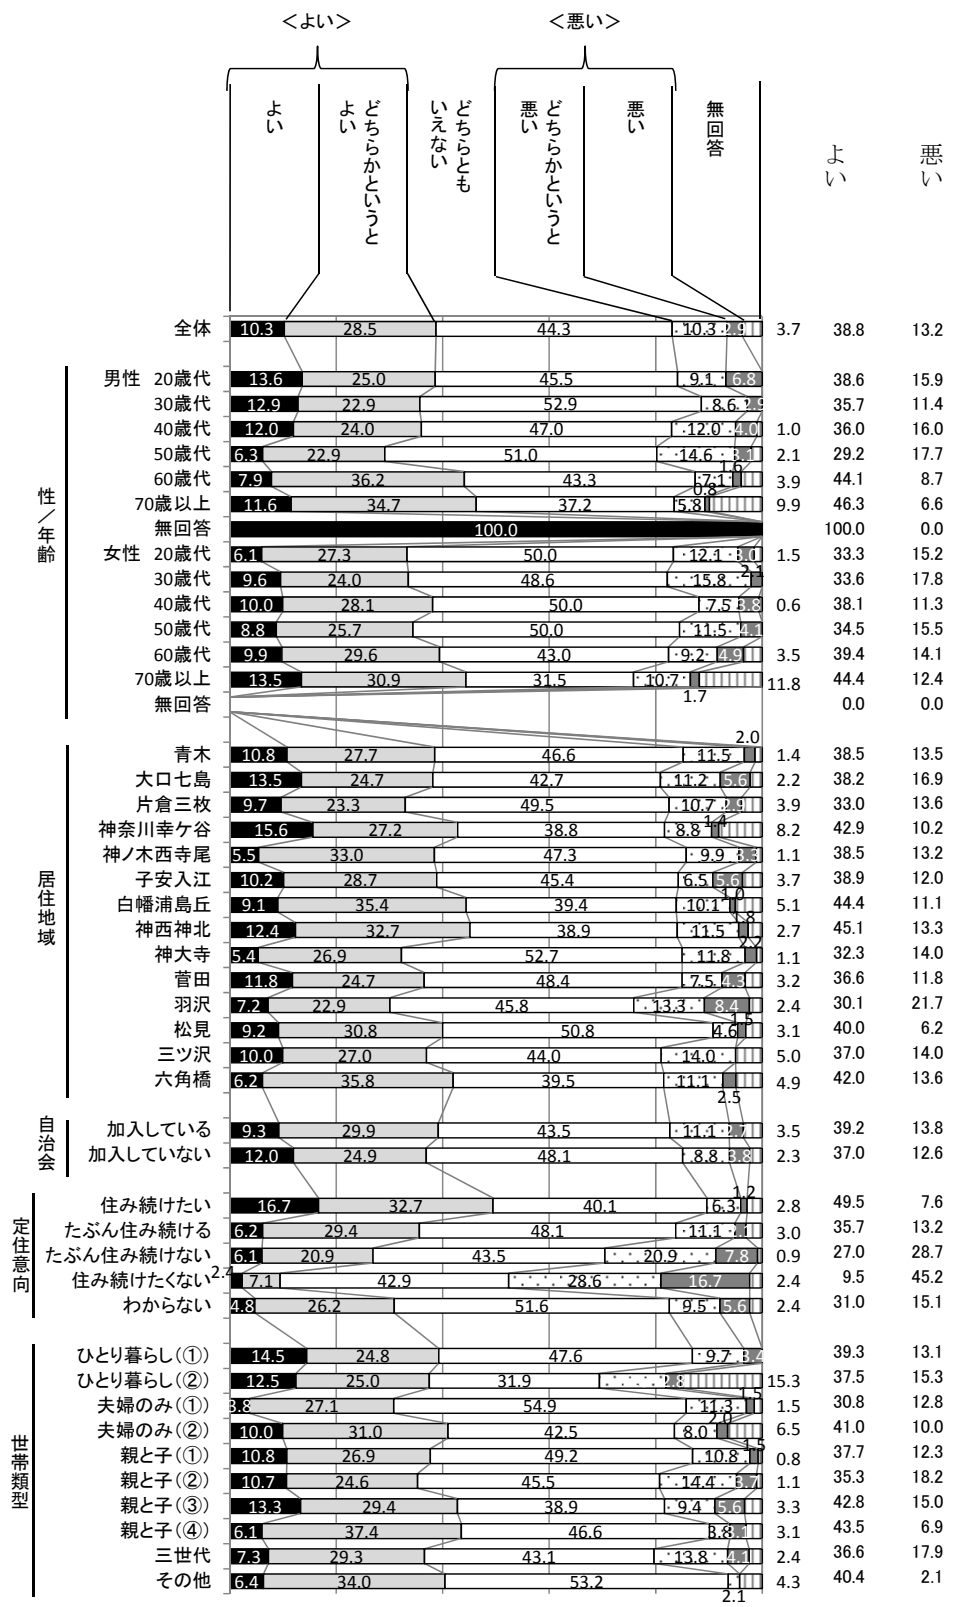 ＜よい＞ ＜悪い＞
よい
どちらかというと
よい
どちらとも
いえない
どちらかというと
悪い
悪い
無回答
よい
悪い
全体 10.3 28.5 44.3 10.3 2.9 3.7 38.8 13.2
性／年齢
男性 20歳代 13.6 25.0 45.5 9.1 6.8 38.6 15.9
30歳代 12.9 22.9 52.9 8.6 2.9 35.7 11.4
40歳代 12.0 24.0 47.0 12.0 4.0 1.0 36.0 16.0
50歳代 6.3 22.9 51.0 14.6 3.1 2.1 29.2 17.7
60歳代 7.9 36.2 43.3 7.1 1.6 3.9 44.1 8.7
70歳以上 11.6 34.7 37.2 5.8 0.8 9.9 46.3 6.6
無回答 100.0 100.0 0.0
女性 20歳代 6.1 27.3 50.0 12.1 3.0 1.5 33.3 15.2
30歳代 9.6 24.0 48.6 15.8 2.1 33.6 17.8
40歳代 10.0 28.1 50.0 7.5 3.8 0.6 38.1 11.3
50歳代 8.8 25.7 50.0 11.5 4.1 34.5 15.5
60歳代 9.9 29.6 43.0 9.2 4.9 3.5 39.4 14.1
70歳以上 13.5 30.9 31.5 10.7 1.7 11.8 44.4 12.4
無回答 0.0 0.0
居住地域
青木 10.8 27.7 46.6 11.5 2.0 1.4 38.5 13.5
大口七島 13.5 24.7 42.7 11.2 5.6 2.2 38.2 16.9
片倉三枚 9.7 23.3 49.5 10.7 2.9 3.9 33.0 13.6
神奈川幸ケ谷 15.6 27.2 38.8 8.8 1.4 8.2 42.9 10.2
神ノ木西寺尾 5.5 33.0 47.3 9.9 3.3 1.1 38.5 13.2
子安入江 10.2 28.7 45.4 6.5 5.6 3.7 38.9 12.0
白幡浦島丘 9.1 35.4 39.4 10.1 1.0 5.1 44.4 11.1
神西神北 12.4 32.7 38.9 11.5 1.8 2.7 45.1 13.3
神大寺 5.4 26.9 52.7 11.8 2.2 1.1 32.3 14.0
菅田 11.8 24.7 48.4 7.5 4.3 3.2 36.6 11.8
羽沢 7.2 22.9 45.8 13.3 8.4 2.4 30.1 21.7
松見 9.2 30.8 50.8 4.6 1.5 3.1 40.0 6.2
三ツ沢 10.0 27.0 44.0 14.0 5.0 37.0 14.0
六角橋 6.2 35.8 39.5 11.1 2.5 4.9 42.0 13.6
自治会
加入している 9.3 29.9 43.5 11.1 2.7 3.5 39.2 13.8
加入していない 12.0 24.9 48.1 8.8 3.8 2.3 37.0 12.6
定住意向
住み続けたい 16.7 32.7 40.1 6.3 1.2 2.8 49.5 7.6
たぶん住み続ける 6.2 29.4 48.1 11.1 3.0 35.7 13.2
たぶん住み続けない 6.1 20.9 43.5 20.9 7.8 0.9 27.0 28.7
住み続けたくない 2.4 7.1 42.9 28.6 16.7 2.4 9.5 45.2
わからない 4.8 26.2 51.6 9.5 5.6 2.4 31.0 15.1
世帯類型
ひとり暮らし（①） 14.5 24.8 47.6 9.7 3.4 39.3 13.1
ひとり暮らし（②） 12.5 25.0 31.9 2.8 15.3 37.5 15.3
夫婦のみ（①） 3.8 27.1 54.9 11.3 1.5 1.5 30.8 12.8
夫婦のみ（②） 10.0 31.0 42.5 8.0 2.0 6.5 41.0 10.0
親と子（①） 10.8 26.9 49.2 10.8 1.5 0.8 37.7 12.3
親と子（②） 10.7 24.6 45.5 14.4 3.7 1.1 35.3 18.2
親と子（③） 13.3 29.4 38.9 9.4 5.6 3.3 42.8 15.0
親と子（④） 6.1 37.4 46.6 3.8 3.1 3.1 43.5 6.9
三世代 7.3 29.3 43.1 13.8 4.1 2.4 36.6 17.9
その他 6.4 34.0 53.2 2.1 4.3 40.4 2.1